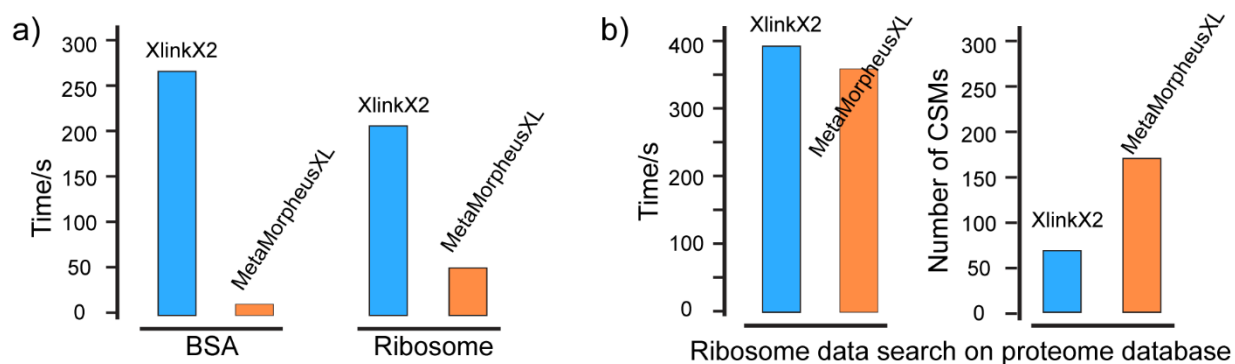 a)
300
250
200
150
100
50
0
Time/s
XlinkX2
MetaMorpheusXL
BSA
XlinkX2
MetaMorpheusXL
Ribosome
b)
400
300
200
100
0
Time/s
XlinkX2
MetaMorpheusXL
300
250
200
150
100
50
0
Number of CSMs
XlinkX2
MetaMorpheusXL
Ribosome data search on proteome database